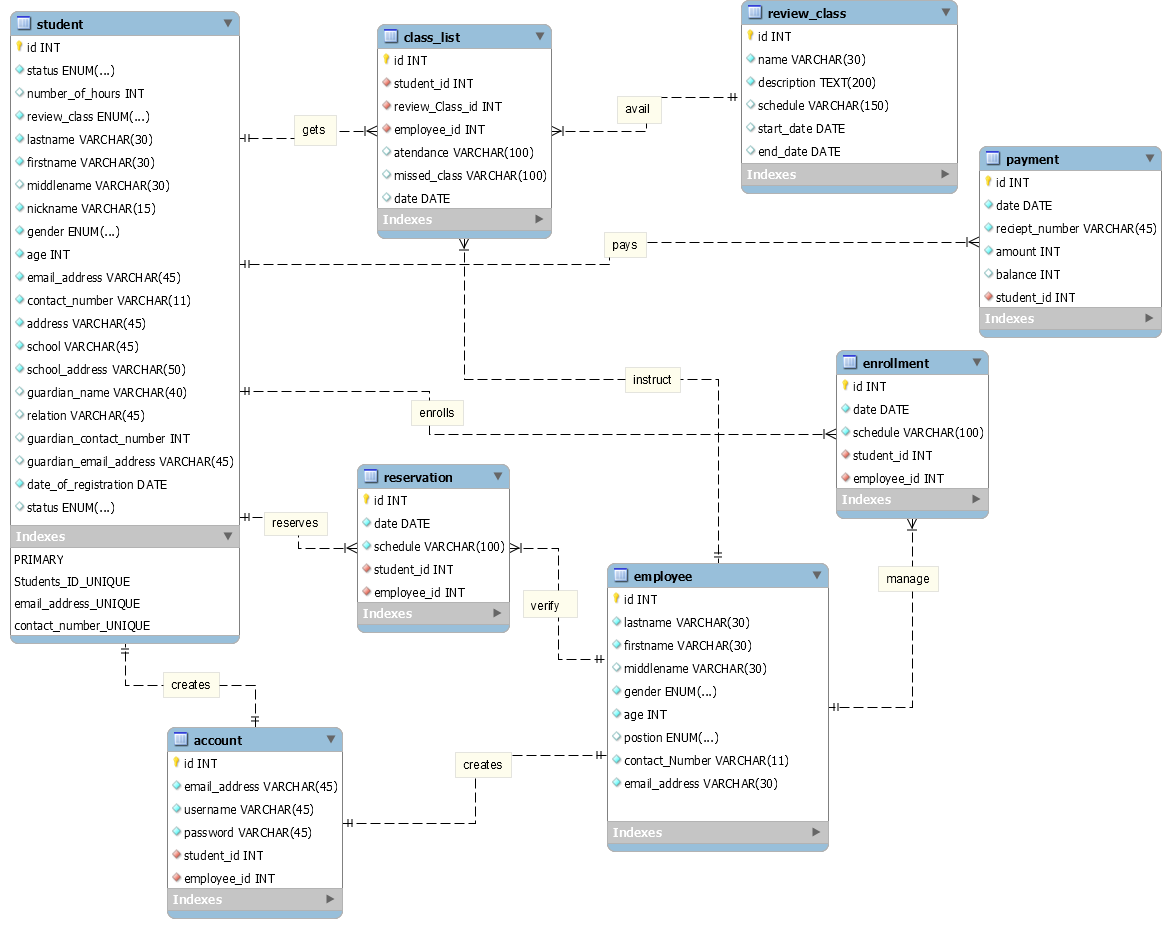 student
id INT
status ENUM(...)
number_of_hours INT
review_class ENUM(...)
lastname VARCHAR(30)
firstname VARCHAR(30)
middlename VARCHAR(30)
nickname VARCHAR(15)
gender ENUM(...)
age INT
email_address VARCHAR(45)
contact_number VARCHAR(11)
address VARCHAR(45)
school VARCHAR(45)
school_address VARCHAR(50)
guardian_name VARCHAR(40)
relation VARCHAR(45)
guardian_contact_number INT
guardian_email_address VARCHAR(45)
date_of_registration DATE
status ENUM(...)
Indexes
PRIMARY
Students_ID_UNIQUE
email_address_UNIQUE
contact_number_UNIQUE
gets
class_list
id INT
student_id INT
review_Class_id INT
employee_id INT
atendance VARCHAR(100)
missed_class VARCHAR(100)
date DATE
Indexes
avail
review_class
id INT
name VARCHAR(30)
description TEXT(200)
schedule VARCHAR(150)
start_date DATE
end_date DATE
Indexes
pays
payment
id INT
date DATE
reciept_number VARCHAR(45)
amount INT
balance INT
student_id INT
Indexes
instruct
enrolls
enrollment
id INT
date DATE
schedule VARCHAR(100)
student_id INT
employee_id INT
Indexes
reserves
reservation
id INT
date DATE
schedule VARCHAR(100)
student_id INT
employee_id INT
Indexes
verify
manage
employee
id INT
lastname VARCHAR(30)
firstname VARCHAR(30)
middlename VARCHAR(30)
gender ENUM(...)
age INT
postion ENUM(...)
contact_Number VARCHAR(11)
email_address VARCHAR(30)
Indexes
creates
account
id INT
email_address VARCHAR(45)
username VARCHAR(45)
password VARCHAR(45)
student_id INT
employee_id INT
Indexes
creates